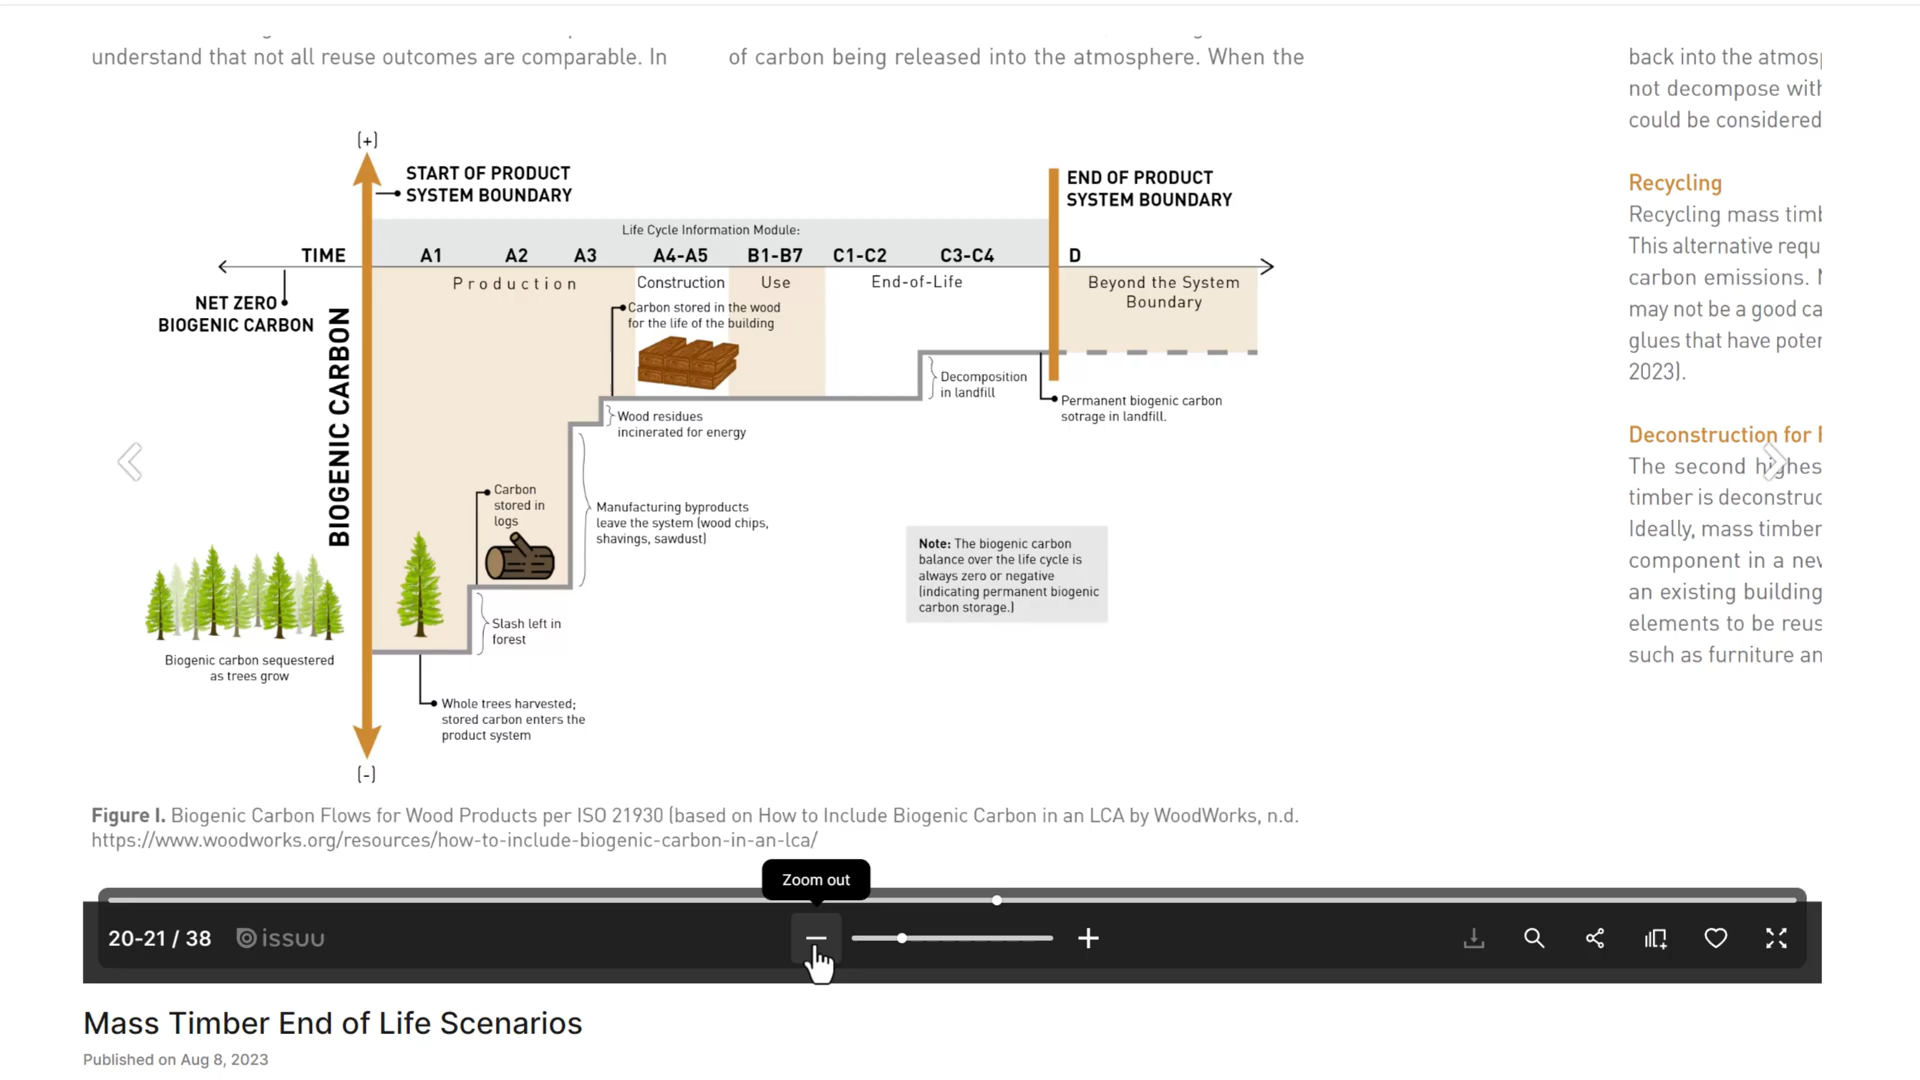 understand that not all reuse outcomes are comparable. In
of carbon being released into the atmosphere. When the
(+)
START OF PRODUCT
SYSTEM BOUNDARY
END OF PRODUCT
SYSTEM BOUNDARY
Life Cycle Information Module:
TIME
A1
A2
A3
A4-A5
B1-B7
C1-C2
C3-C4
D
Production
Construction
Use
End-of-Life
Beyond the System
Boundary
NET ZERO
BIOGENIC CARBON
BIOGENIC CARBON
Carbon stored in the wood
for the life of the building
Decomposition
in landfill
Permanent biogenic carbon
sotrage in landfill.
Wood residues
incinerated for energy
Carbon
stored in
logs
Manufacturing byproducts
leave the system (wood chips,
shavings, sawdust)
Note: The biogenic carbon
balance over the life cycle is
always zero or negative
(indicating permanent biogenic
carbon storage.)
Slash left in
forest
Biogenic carbon sequestered
as trees grow
Whole trees harvested;
stored carbon enters the
product system
(-)
Figure I. Biogenic Carbon Flows for Wood Products per ISO 21930 (based on How to Include Biogenic Carbon in an LCA by WoodWorks, n.d.
https://www.woodworks.org/resources/how-to-include-biogenic-carbon-in-an-lca/
back into the atmosp
not decompose with
could be considered
Recycling
Recycling mass timb
This alternative requ
carbon emissions.
may not be a good ca
glues that have poter
2023).
Deconstruction for
The second highes
timber is deconstruc
Ideally, mass timber
component in a nev
an existing building
elements to be reus
such as furniture an
Zoom out
20-21 / 38
issuu
Mass Timber End of Life Scenarios
Published on Aug 8, 2023